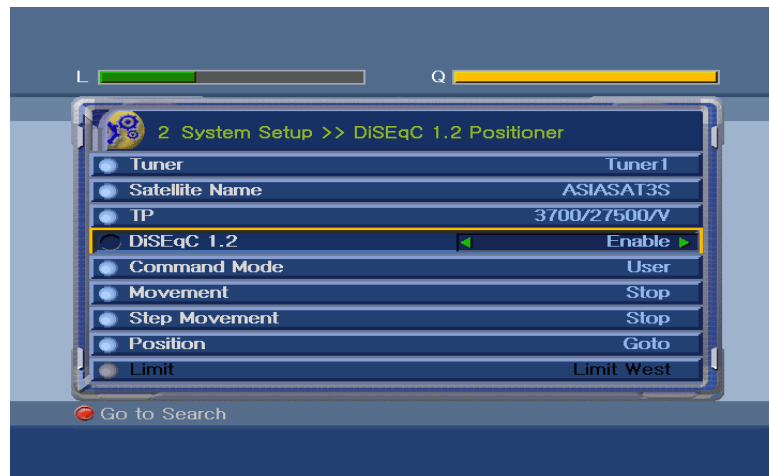 L Q
2 System Setup >> DiSEqC 1.2 Positioner
Tuner Tuner1
Satellite Name ASIASAT3S
TP 3700/27500/V
DiSEqC 1.2 Enable
Command Mode User
Movement Stop
Step Movement Stop
Position Goto
Limit Limit West
Go to Search